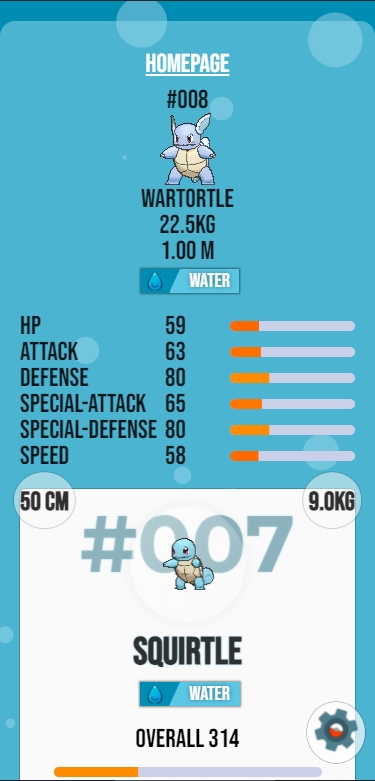 HOMEPAGE
#008
WARTORTLE
22.5KG
1.00 M
WATER
HP 59
ATTACK 63
DEFENSE 80
SPECIAL-ATTACK 65
SPECIAL-DEFENSE 80
SPEED 58
50 CM 9.0KG
#007
SQUIRTLE
WATER
OVERALL 314